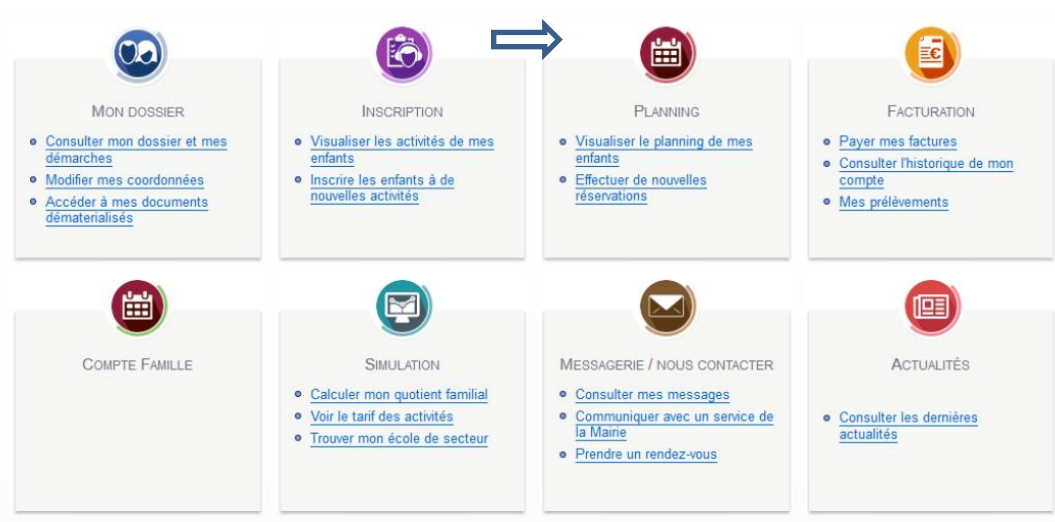 MON DOSSIER
Consulter mon dossier et mes
démarches
Modifier mes coordonnées
Accéder à mes documents
dématerialisés
INSCRIPTION
Visualiser les activités de mes
enfants
Inscrire les enfants à de
nouvelles activités
PLANNING
Visualiser le planning de mes
enfants
Effectuer de nouvelles
réservations
FACTURATION
Payer mes factures
Consulter l'historique de mon
compte
Mes prélèvements
COMPTE FAMILLE
SIMULATION
Calculer mon quotient familial
Voir le tarif des activités
Trouver mon école de secteur
MESSAGERIE / NOUS CONTACTER
Consulter mes messages
Communiquer avec un service de
la Mairie
Prendre un rendez-vous
ACTUALITÉS
Consulter les dernières
actualités